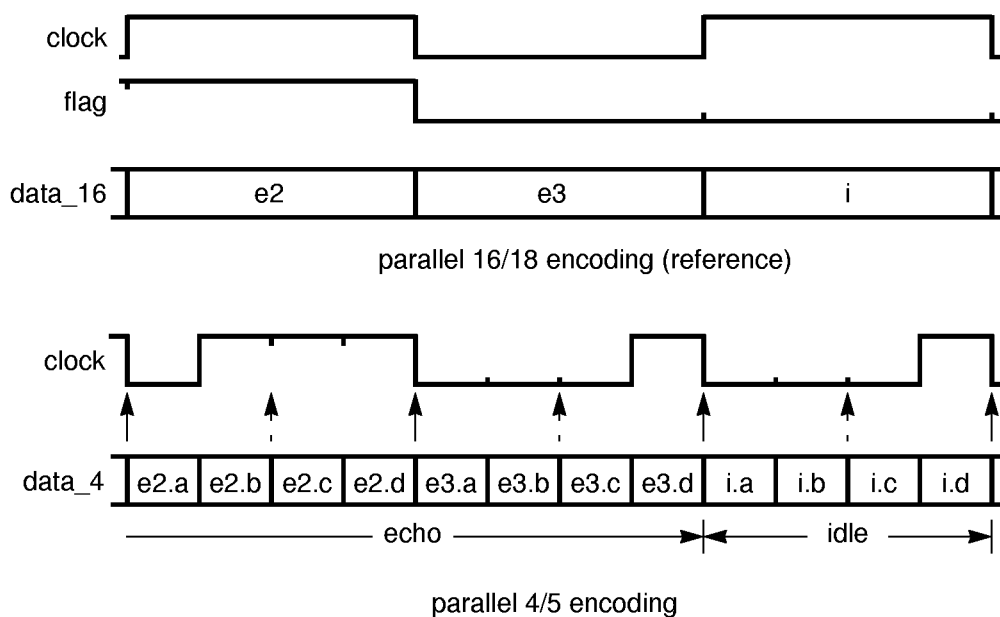 clock
flag
data_16 e2 e3 i
parallel 16/18 encoding (reference)
clock
data_4 e2.a e2.b e2.c e2.d e3.a e3.b e3.c e3.d i.a i.b i.c i.d
echo idle
parallel 4/5 encoding